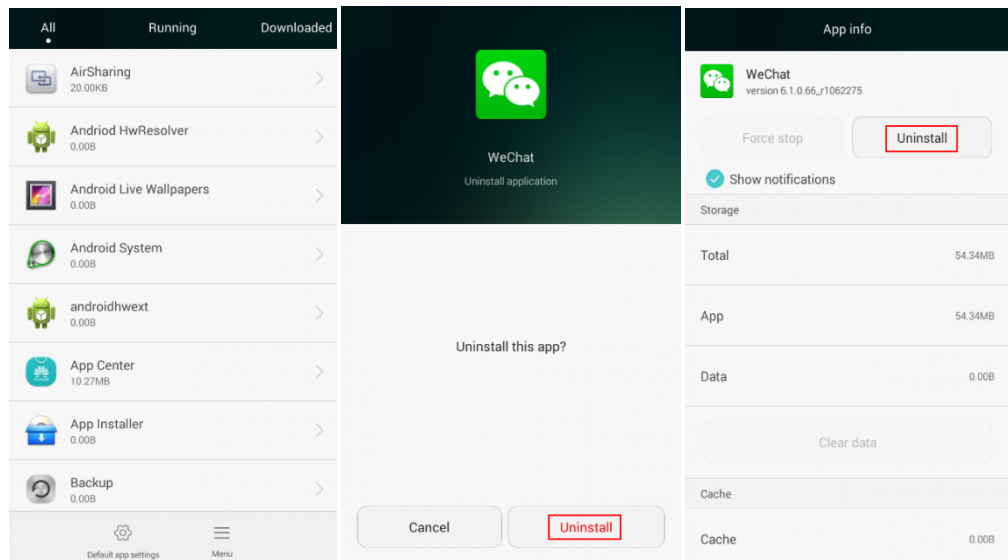 All Running Downloaded
AirSharing
20.00KB
Andriod HwResolver
0.00B
Android Live Wallpapers
0.00B
Android System
0.00B
androidhwext
0.00B
App Center
10.27MB
App Installer
0.00B
Backup
0.00B
Default app settings Menu
WeChat
Uninstall application
Uninstall this app?
Cancel Uninstall
App info
WeChat
version 6.1.0.66_r1062275
Force stop Uninstall
Show notifications
Storage
Total 54.34MB
App 54.34MB
Data 0.00B
Clear data
Cache
Cache 0.00B